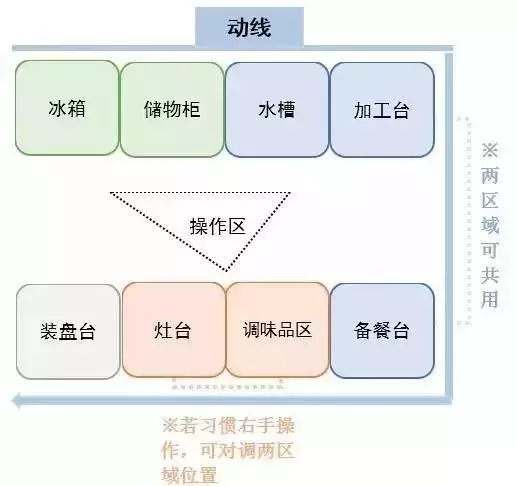 动线
冰箱
储物柜
水槽
加工台
※两区域可共用
操作区
装盘台
灶台
调味品区
备餐台
※若习惯右手操
作，可对调两区
域位置